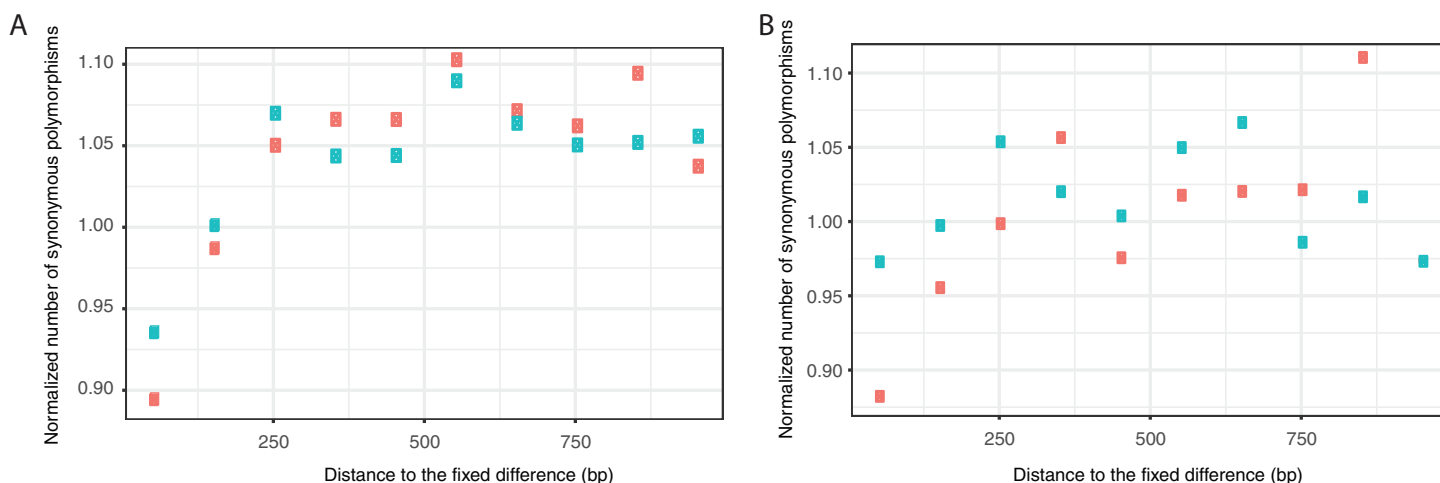 A
Normalized number of synonymous polymorphisms
1.10
1.05
1.00
0.95
0.90
250
500
750
Distance to the fixed difference (bp)
B
Normalized number of synonymous polymorphisms
1.10
1.05
1.00
0.95
0.90
250
500
750
Distance to the fixed difference (bp)